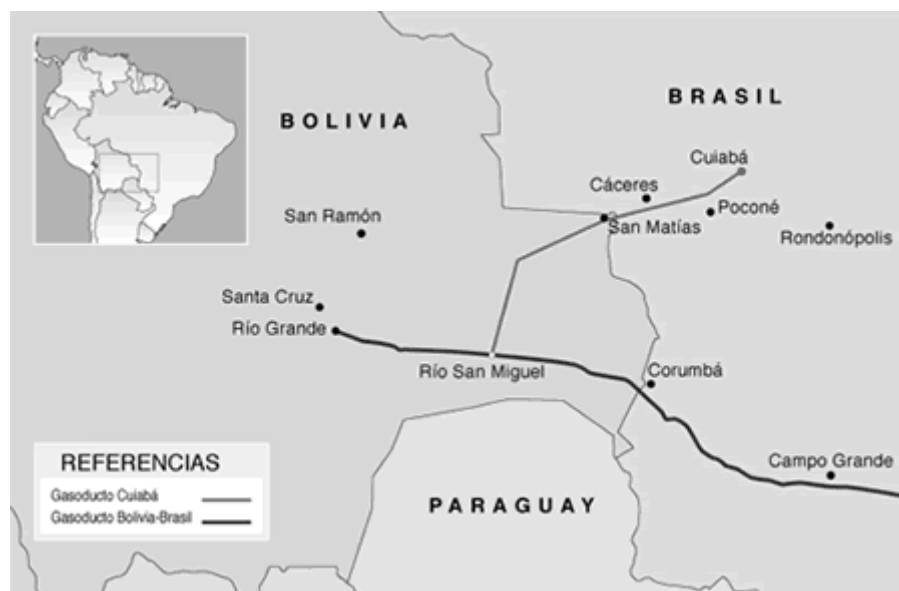 BRASIL
BOLIVIA
Cuiabá
Cáceres
Poconé
San Ramón
San Matías
Rondonópolis
Santa Cruz
Río Grande
Río San Miguel
Corumbá
Campo Grande
PARAGUAY
REFERENCIAS
Gasoducto Cuiabá
Gasoducto Bolivia-Brasil